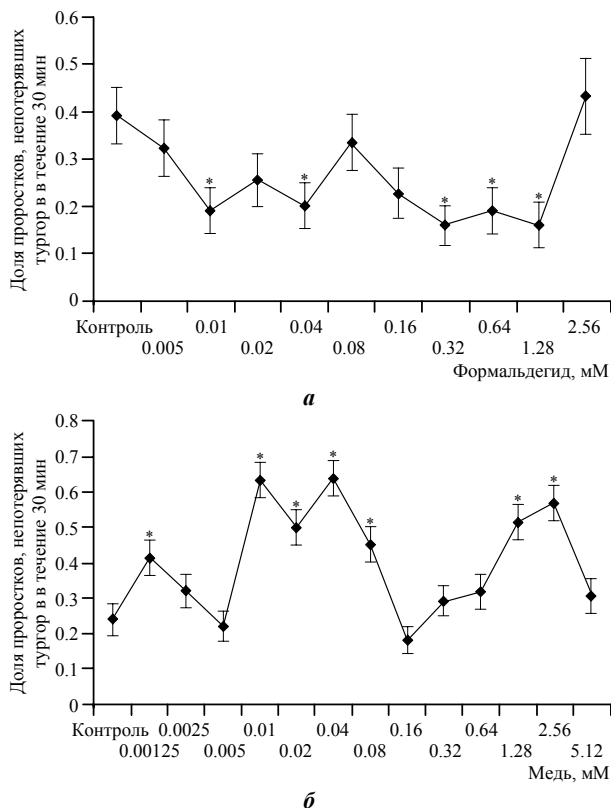 Доля проростков, непотерявших
тургор в в течение 30 мин
0.6
0.5
0.4
0.3
0.2
0.1
0
* * * * *
Контроль 0.01 0.04 0.16 0.64 2.56
0.005 0.02 0.08 0.32 1.28
Формальдегид, мМ
а
Доля проростков, непотерявших
тургор в в течение 30 мин
0.8
0.7
0.6
0.5
0.4
0.3
0.2
0.1
0
* * * * * * *
Контроль 0.0025 0.01 0.04 0.16 0.64 2.56
0.00125 0.005 0.02 0.08 0.32 1.28 5.12
Медь, мМ
б